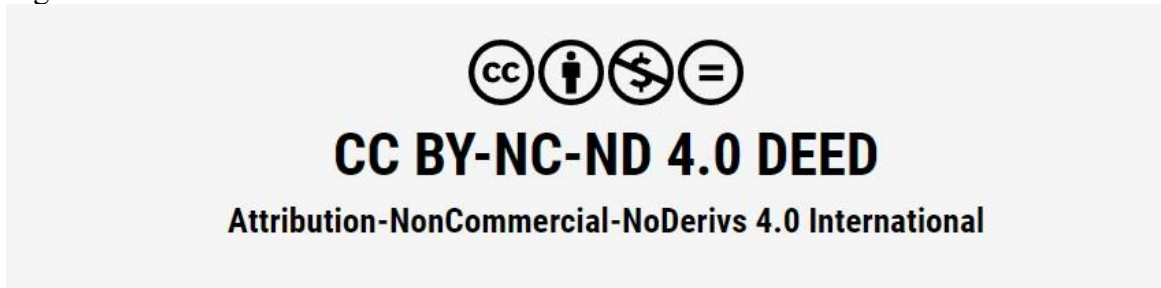 cc $ =
CC BY-NC-ND 4.0 DEED
Attribution-NonCommercial-NoDerivs 4.0 International